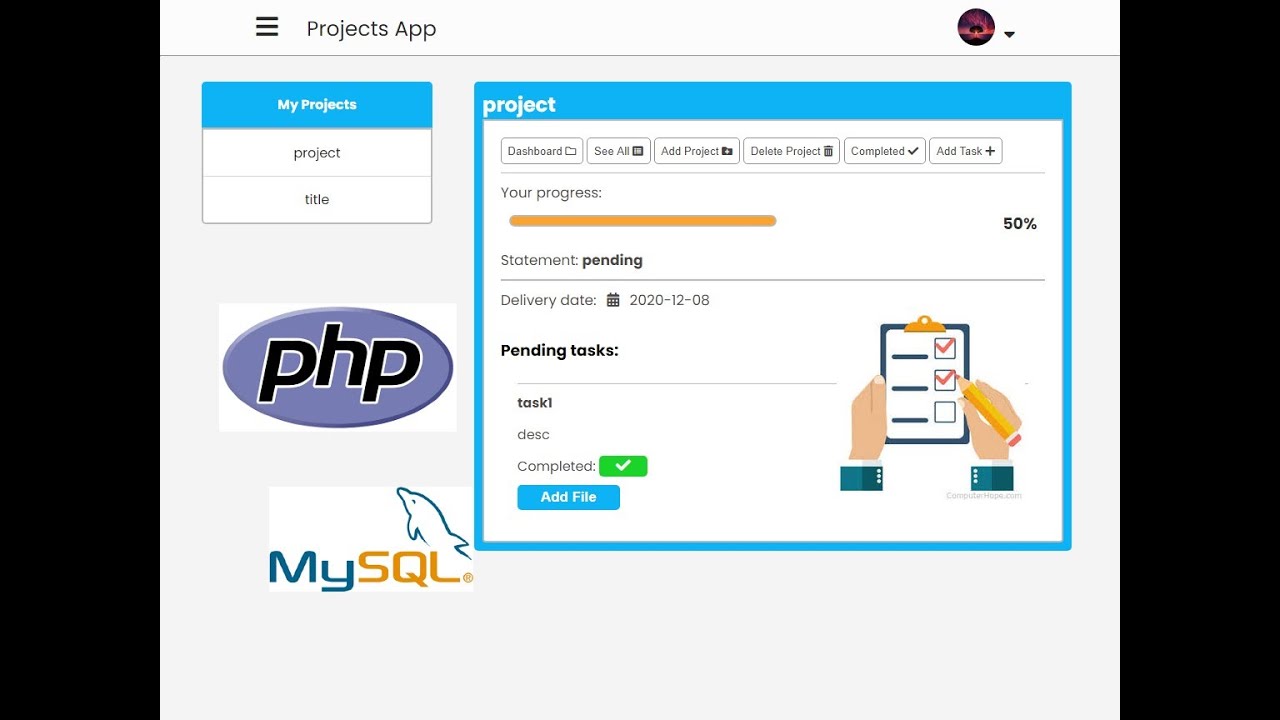 Projects App
My Projects
project
title
php
MySQL®
project
Dashboard See All Add Project Delete Project Completed Add Task
Your progress:
50%
Statement: pending
Delivery date: 2020-12-08
Pending tasks:
task1
desc
Completed:
Add File
ComputerHope.com